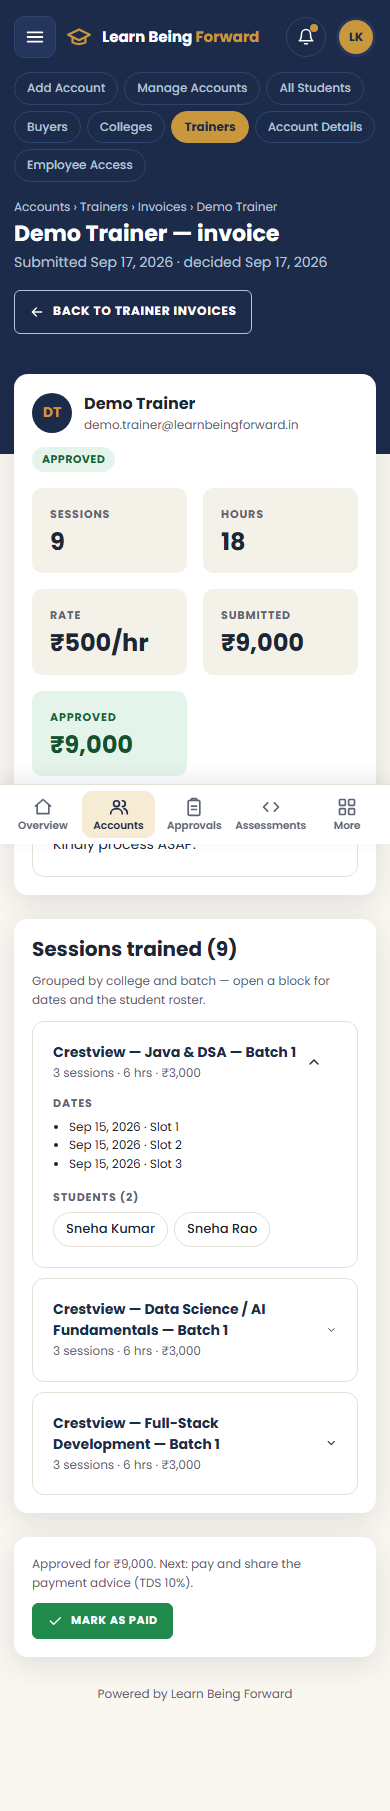 Learn Being Forward
LK
Add Account
Manage Accounts
All Students
Buyers
Colleges
Trainers
Account Details
Employee Access
Accounts › Trainers › Invoices › Demo Trainer
Demo Trainer — invoice
Submitted Sep 17, 2026 · decided Sep 17, 2026
BACK TO TRAINER INVOICES
DT
Demo Trainer
demo.trainer@learnbeingforward.in
APPROVED
SESSIONS
9
HOURS
18
RATE
₹500/hr
SUBMITTED
₹9,000
APPROVED
₹9,000
Overview
Accounts
Approvals
Assessments
More
Kindly process ASAP.
Sessions trained (9)
Grouped by college and batch — open a block for
dates and the student roster.
Crestview — Java & DSA — Batch 1
3 sessions · 6 hrs · ₹3,000
DATES
• Sep 15, 2026 · Slot 1
• Sep 15, 2026 · Slot 2
• Sep 15, 2026 · Slot 3
STUDENTS (2)
Sneha Kumar
Sneha Rao
Crestview — Data Science / AI
Fundamentals — Batch 1
3 sessions · 6 hrs · ₹3,000
Crestview — Full-Stack
Development — Batch 1
3 sessions · 6 hrs · ₹3,000
Approved for ₹9,000. Next: pay and share the
payment advice (TDS 10%).
MARK AS PAID
Powered by Learn Being Forward